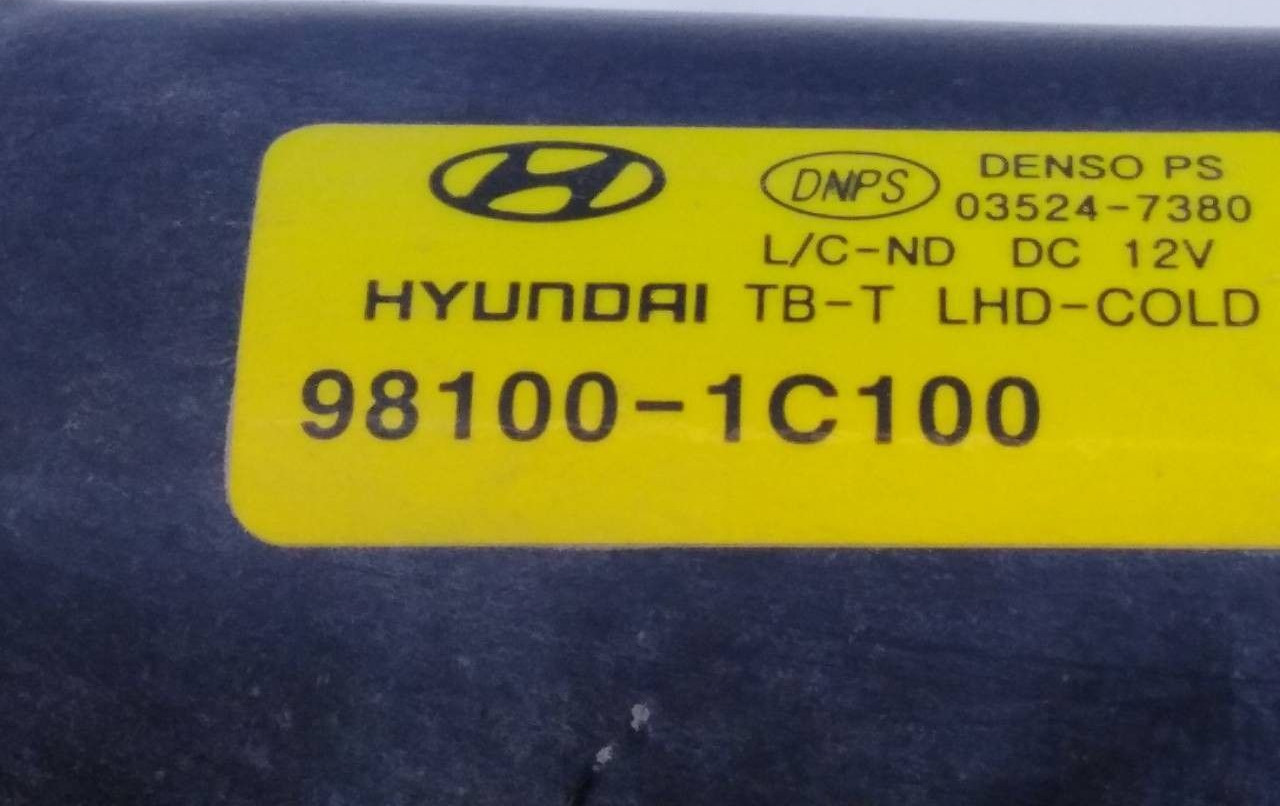 DNPS DENSO PS
03524-7380
L/C-ND DC 12V
HYUNDAI TB-T LHD-COLD
98100-1C100